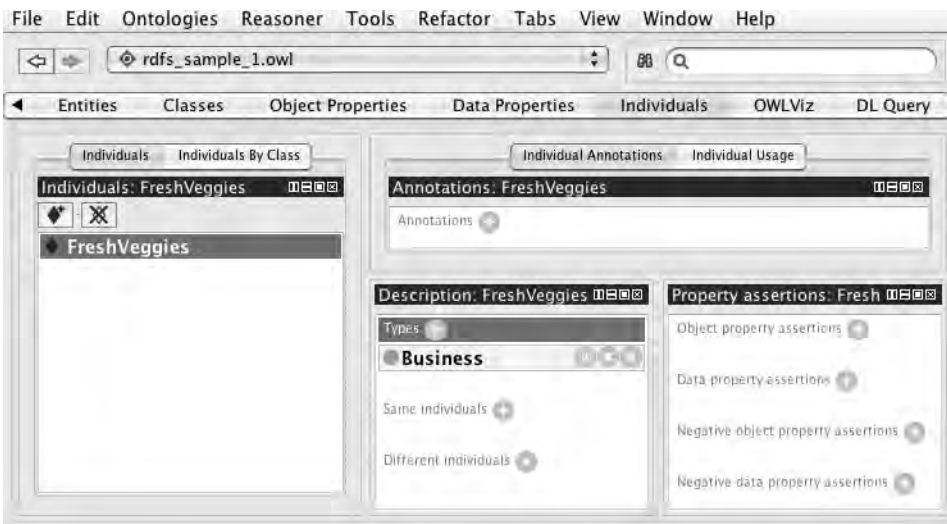 File Edit Ontologies Reasoner Tools Refactor Tabs View Window Help
rdfs_sample_1.owl
Entities Classes Object Properties Data Properties Individuals OWLViz DL Query
Individuals Individuals By Class
Individuals: FreshVeggies
FreshVeggies
Individual Annotations Individual Usage
Annotations: FreshVeggies
Annotations
Description: FreshVeggies
Types
Business
Same individuals
Different individuals
Property assertions: Fresh
Object property assertions
Data property assertions
Negative object property assertions
Negative data property assertions